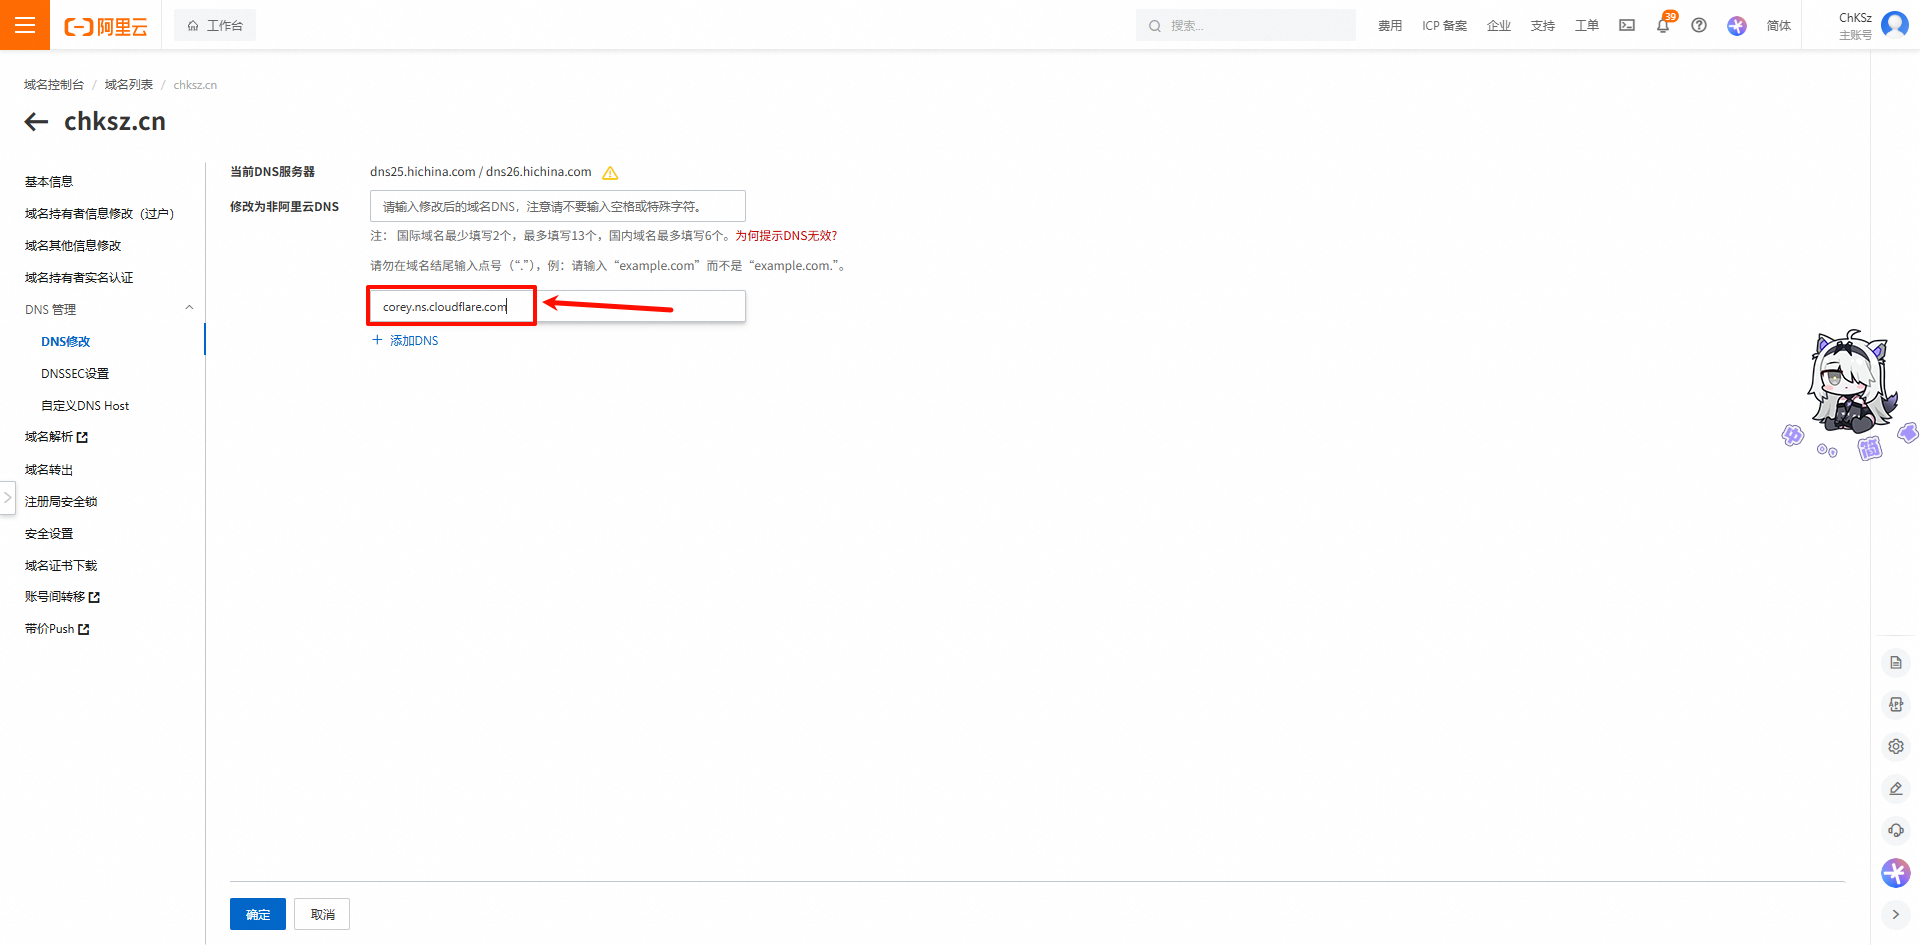 阿里云
工作台
搜索...
费用
ICP 备案
企业
支持
工单
39
简体
ChKSz
主账号
域名控制台 / 域名列表 / chksz.cn
chksz.cn
基本信息
域名持有者信息修改（过户）
域名其他信息修改
域名持有者实名认证
DNS 管理
DNS修改
DNSSEC设置
自定义DNS Host
域名解析
域名转出
注册局安全锁
安全设置
域名证书下载
账号间转移
带价Push
当前DNS服务器
dns25.hichina.com / dns26.hichina.com
修改为非阿里云DNS
请输入修改后的域名DNS，注意请不要输入空格或特殊字符。
注： 国际域名最少填写2个，最多填写13个，国内域名最多填写6个。为何提示DNS无效?
请勿在域名结尾输入点号（“.”），例：请输入“example.com”而不是“example.com.”。
corey.ns.cloudflare.com
添加DNS
中
简
API
确定
取消